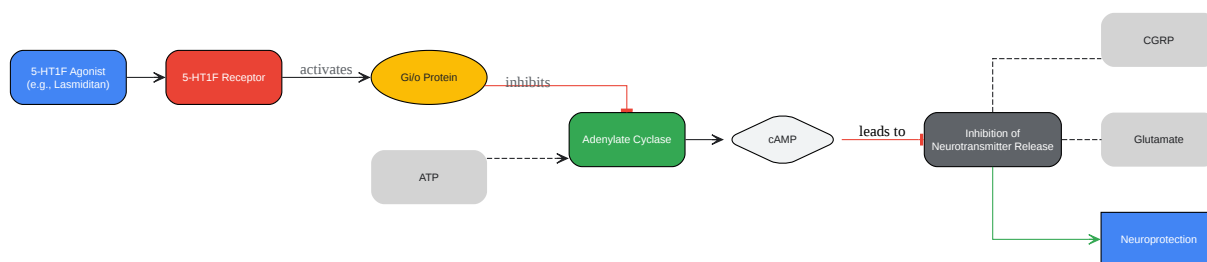 CGRP
5-HT1F Agonist
(e.g., Lasmiditan)
5-HT1F Receptor
activates
Gi/o Protein
inhibits
Adenylate Cyclase
cAMP
leads to
Inhibition of
Neurotransmitter Release
Glutamate
ATP
Neuroprotection